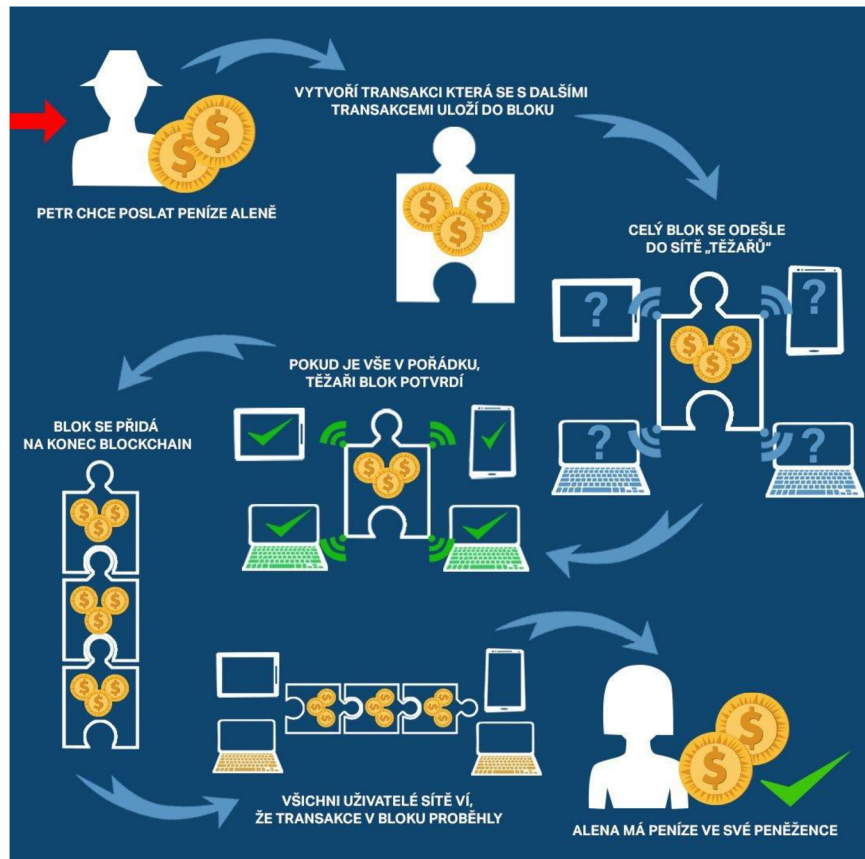 PETR CHCE POSLAT PENÍZE ALENĚ
VYTVOŘÍ TRANSAKCI KTERÁ SE S DALŠÍMI
TRANSAKCEMI ULOŽÍ DO BLOKU
CELÝ BLOK SE ODEŠLE
DO SÍTĚ „TĚŽAŘŮ“
? ?
? ?
POKUD JE VŠE V POŘÁDKU,
TĚŽAŘI BLOK POTVRDÍ
BLOK SE PŘIDÁ
NA KONEC BLOCKCHAIN
VŠICHNI UŽIVATELÉ SÍTĚ VÍ,
ŽE TRANSAKCE V BLOKU PROBĚHLY
ALENA MÁ PENÍZE VE SVÉ PENĚŽENCE